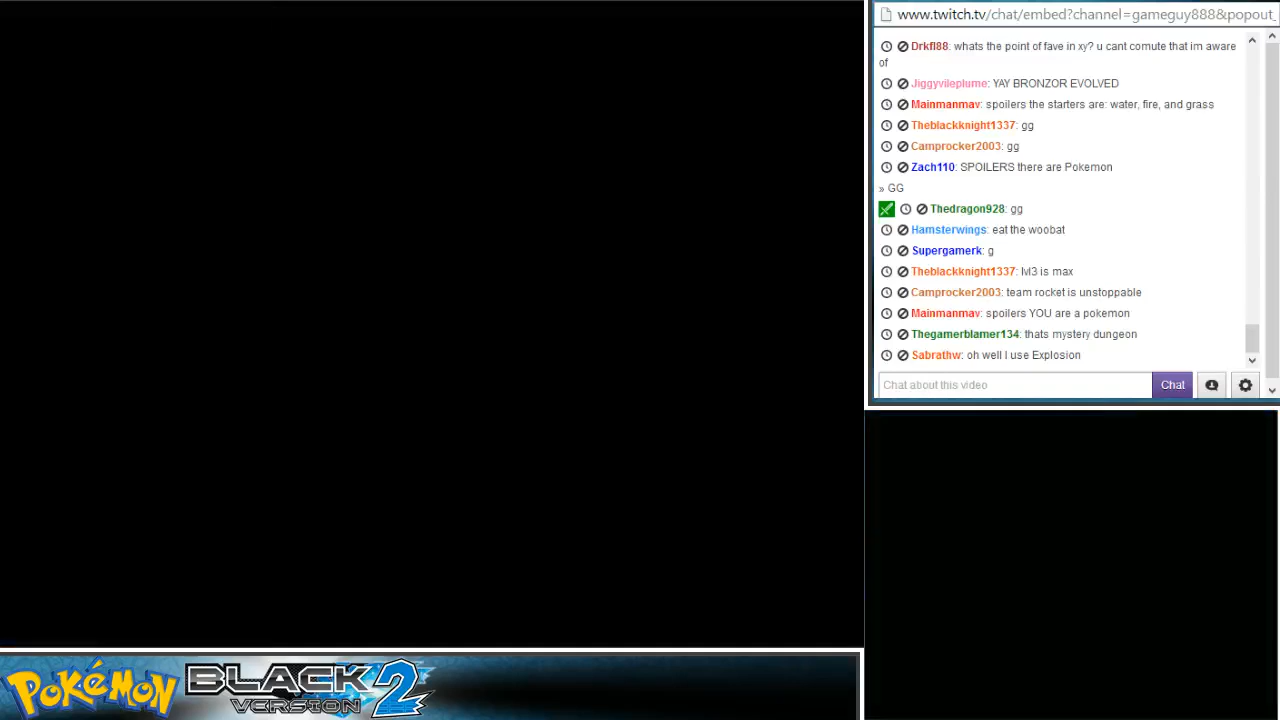 www.twitch.tv/chat/embed?channel=gameguy888&popout_
Drkfl88: whats the point of fave in xy? u cant comute that im aware
of
Jiggyvileplume: YAY BRONZOR EVOLVED
Mainmanmav: spoilers the starters are: water, fire, and grass
Theblackknight1337: gg
Camprocker2003: gg
Zach110: SPOILERS there are Pokemon
» GG
Thedragon928: gg
Hamsterwings: eat the woobat
Supergamerk: g
Theblackknight1337: lvl3 is max
Camprocker2003: team rocket is unstoppable
Mainmanmav: spoilers YOU are a pokemon
Thegamerblamer134: thats mystery dungeon
Sabrathw: oh well I use Explosion
Chat about this video
Chat
POKéMON
BLACK 2
VERSION